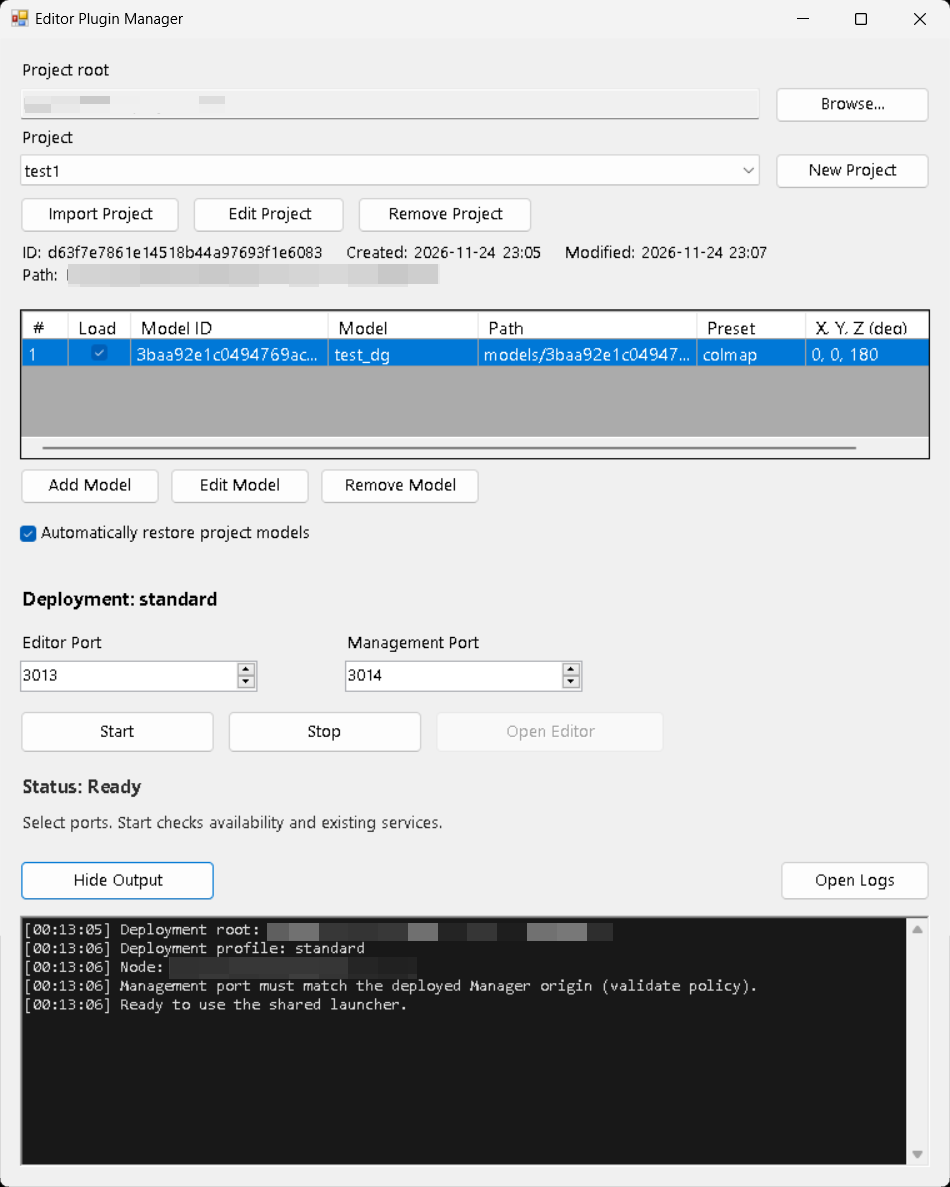 Editor Plugin Manager
Project root
Browse...
Project
test1
New Project
Import Project Edit Project Remove Project
ID: d63f7e7861e14518b44a97693f1e6083 Created: 2026-11-24 23:05 Modified: 2026-11-24 23:07
Path:
# Load Model ID Model Path Preset X, Y, Z (deg)
1 3baa92e1c0494769ac... test_dg models/3baa92e1c04947... colmap 0, 0, 180
Add Model Edit Model Remove Model
Automatically restore project models
Deployment: standard
Editor Port Management Port
3013 3014
Start Stop Open Editor
Status: Ready
Select ports. Start checks availability and existing services.
Hide Output Open Logs
[00:13:05] Deployment root:
[00:13:06] Deployment profile: standard
[00:13:06] Node:
[00:13:06] Management port must match the deployed Manager origin (validate policy).
[00:13:06] Ready to use the shared launcher.